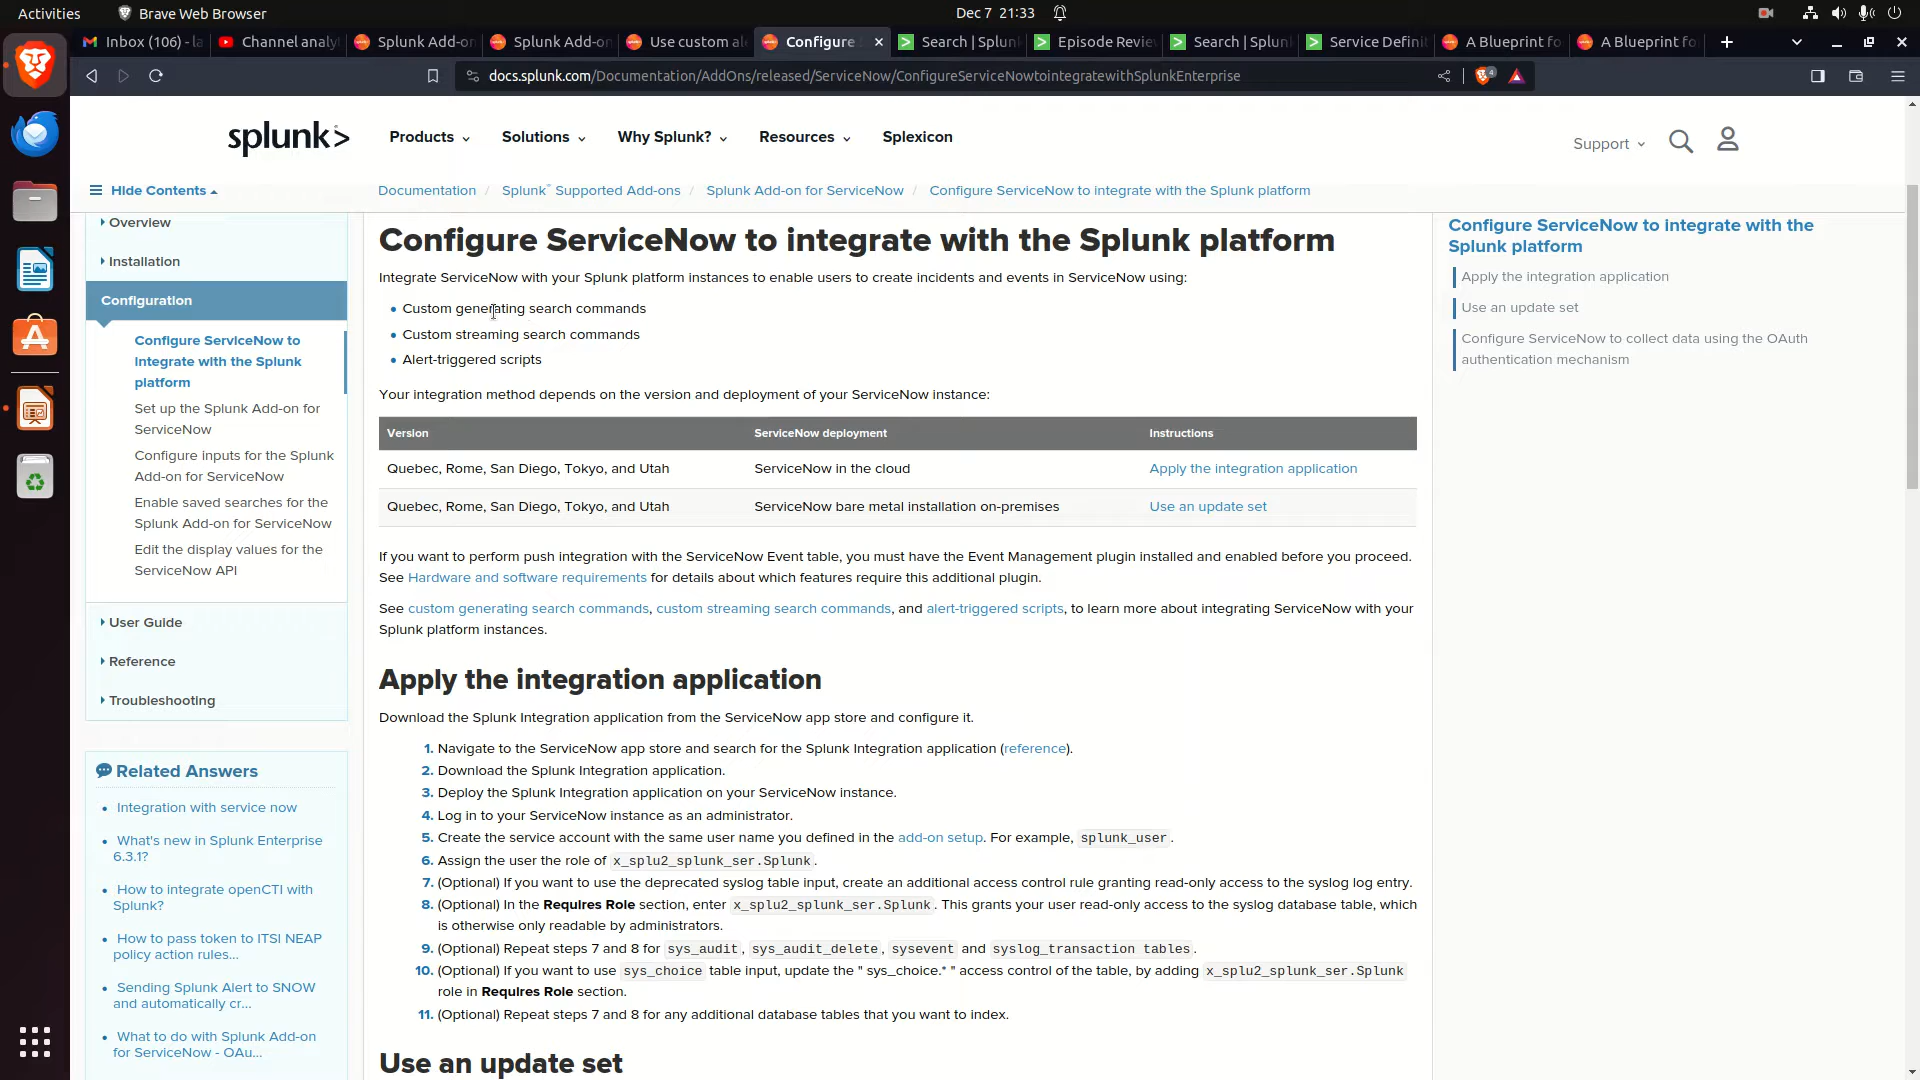 Activities
Brave Web Browser
Dec 7 21:33
Inbox (106) - la
Channel analy
Splunk Add-on
Splunk Add-on
Use custom al
Configure
Search | Splun
Episode Revie
Search | Splun
Service Defini
A Blueprint fo
A Blueprint fo
docs.splunk.com/Documentation/AddOns/released/ServiceNow/ConfigureServiceNowtointegratewithSplunkEnterprise
4
splunk>
Products
Solutions
Why Splunk?
Resources
Splexicon
Support
Hide Contents
Documentation / Splunk® Supported Add-ons / Splunk Add-on for ServiceNow / Configure ServiceNow to integrate with the Splunk platform
Overview
Installation
Configuration
Configure ServiceNow to
integrate with the Splunk
platform
Set up the Splunk Add-on for
ServiceNow
Configure inputs for the Splunk
Add-on for ServiceNow
Enable saved searches for the
Splunk Add-on for ServiceNow
Edit the display values for the
ServiceNow API
User Guide
Reference
Troubleshooting
Related Answers
Integration with service now
What's new in Splunk Enterprise
6.3.1?
How to integrate openCTI with
Splunk?
How to pass token to ITSI NEAP
policy action rules...
Sending Splunk Alert to SNOW
and automatically cr...
What to do with Splunk Add-on
for ServiceNow - OAu...
Configure ServiceNow to integrate with the Splunk platform
Integrate ServiceNow with your Splunk platform instances to enable users to create incidents and events in ServiceNow using:
• Custom generating search commands
• Custom streaming search commands
• Alert-triggered scripts
Your integration method depends on the version and deployment of your ServiceNow instance:
Version ServiceNow deployment Instructions
Quebec, Rome, San Diego, Tokyo, and Utah ServiceNow in the cloud Apply the integration application
Quebec, Rome, San Diego, Tokyo, and Utah ServiceNow bare metal installation on-premises Use an update set
If you want to perform push integration with the ServiceNow Event table, you must have the Event Management plugin installed and enabled before you proceed.
See Hardware and software requirements for details about which features require this additional plugin.
See custom generating search commands, custom streaming search commands, and alert-triggered scripts, to learn more about integrating ServiceNow with your
Splunk platform instances.
Apply the integration application
Download the Splunk Integration application from the ServiceNow app store and configure it.
1. Navigate to the ServiceNow app store and search for the Splunk Integration application (reference).
2. Download the Splunk Integration application.
3. Deploy the Splunk Integration application on your ServiceNow instance.
4. Log in to your ServiceNow instance as an administrator.
5. Create the service account with the same user name you defined in the add-on setup. For example, splunk_user.
6. Assign the user the role of x_splu2_splunk_ser.Splunk.
7. (Optional) If you want to use the deprecated syslog table input, create an additional access control rule granting read-only access to the syslog log entry.
8. (Optional) In the Requires Role section, enter x_splu2_splunk_ser.Splunk. This grants your user read-only access to the syslog database table, which
is otherwise only readable by administrators.
9. (Optional) Repeat steps 7 and 8 for sys_audit, sys_audit_delete, sysevent and syslog_transaction tables.
10. (Optional) If you want to use sys_choice table input, update the " sys_choice.* " access control of the table, by adding x_splu2_splunk_ser.Splunk
role in Requires Role section.
11. (Optional) Repeat steps 7 and 8 for any additional database tables that you want to index.
Use an update set
Configure ServiceNow to integrate with the
Splunk platform
Apply the integration application
Use an update set
Configure ServiceNow to collect data using the OAuth
authentication mechanism